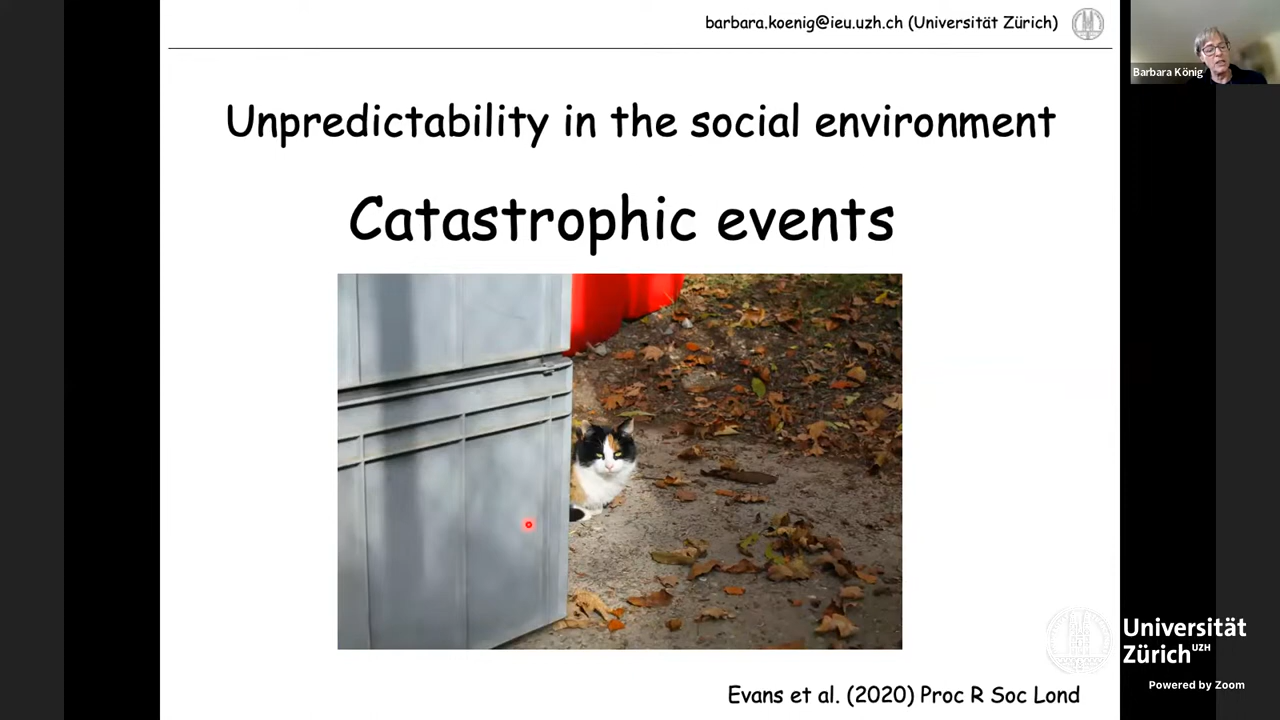 barbara.koenig@ieu.uzh.ch (Universität Zürich)
Barbara König
Unpredictability in the social environment
Catastrophic events
Universität
Zürich UZH
Powered by Zoom
Evans et al. (2020) Proc R Soc Lond